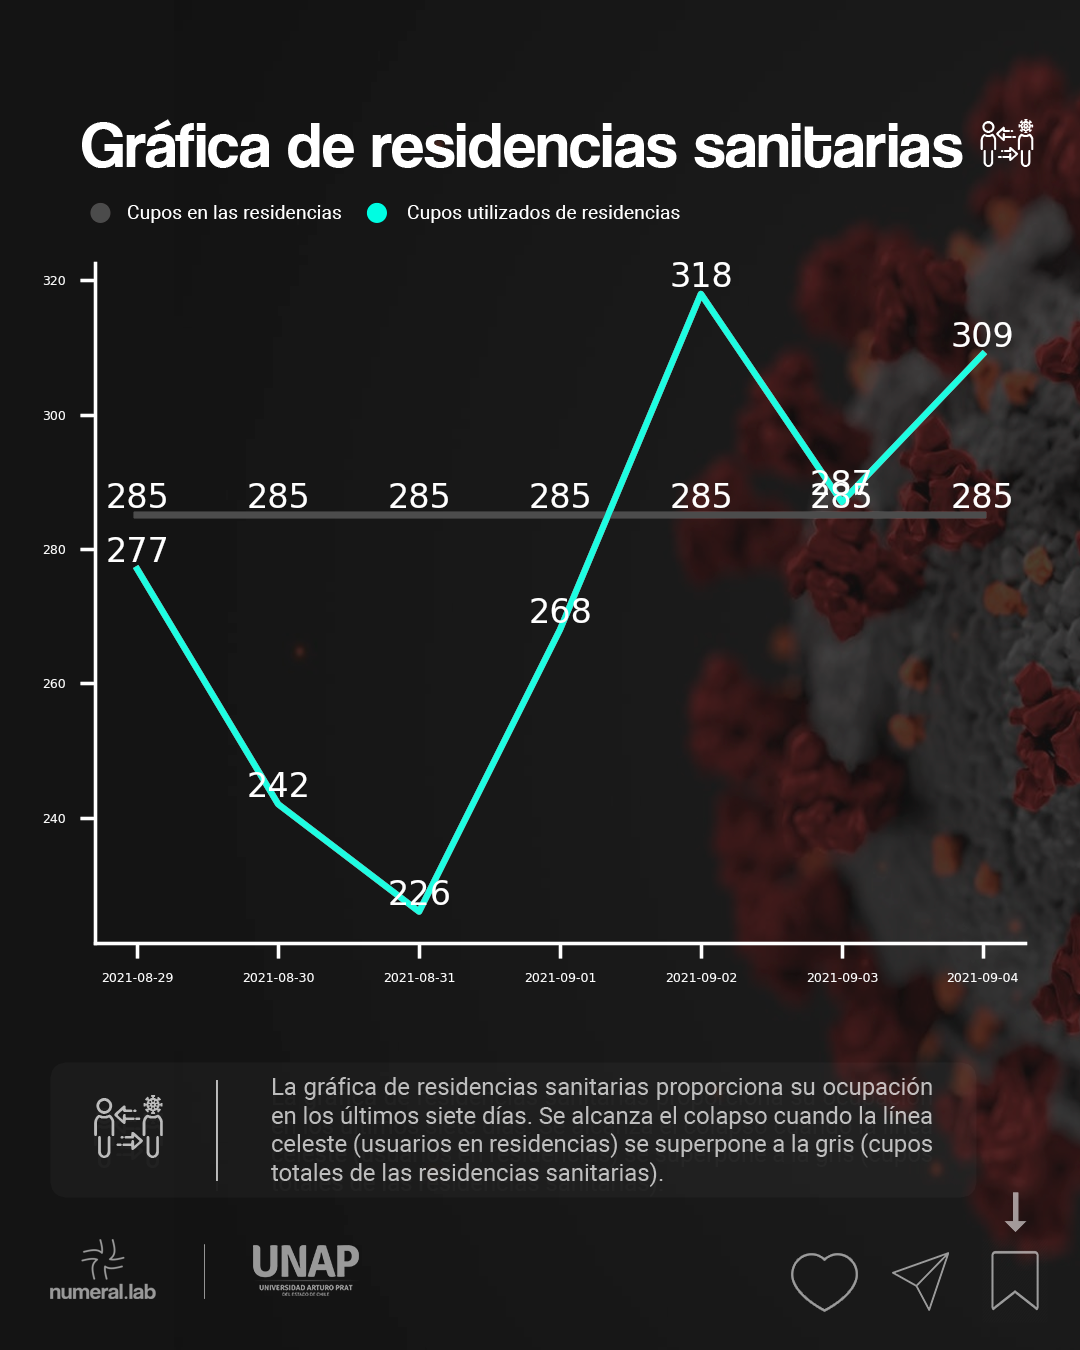 Gráfica de residencias sanitarias
Cupos en las residencias Cupos utilizados de residencias
318
320
309
300
287
285 285 285 285 285 285 285
280
277
268
260
242
240
226
2021-08-29 2021-08-30 2021-08-31 2021-09-01 2021-09-02 2021-09-03 2021-09-04
La gráfica de residencias sanitarias proporciona su ocupación
en los últimos siete días. Se alcanza el colapso cuando la línea
celeste (usuarios en residencias) se superpone a la gris (cupos
totales de las residencias sanitarias).
numeral.lab
UNAP
UNIVERSIDAD ARTURO PRAT
DEL ESTADO DE CHILE